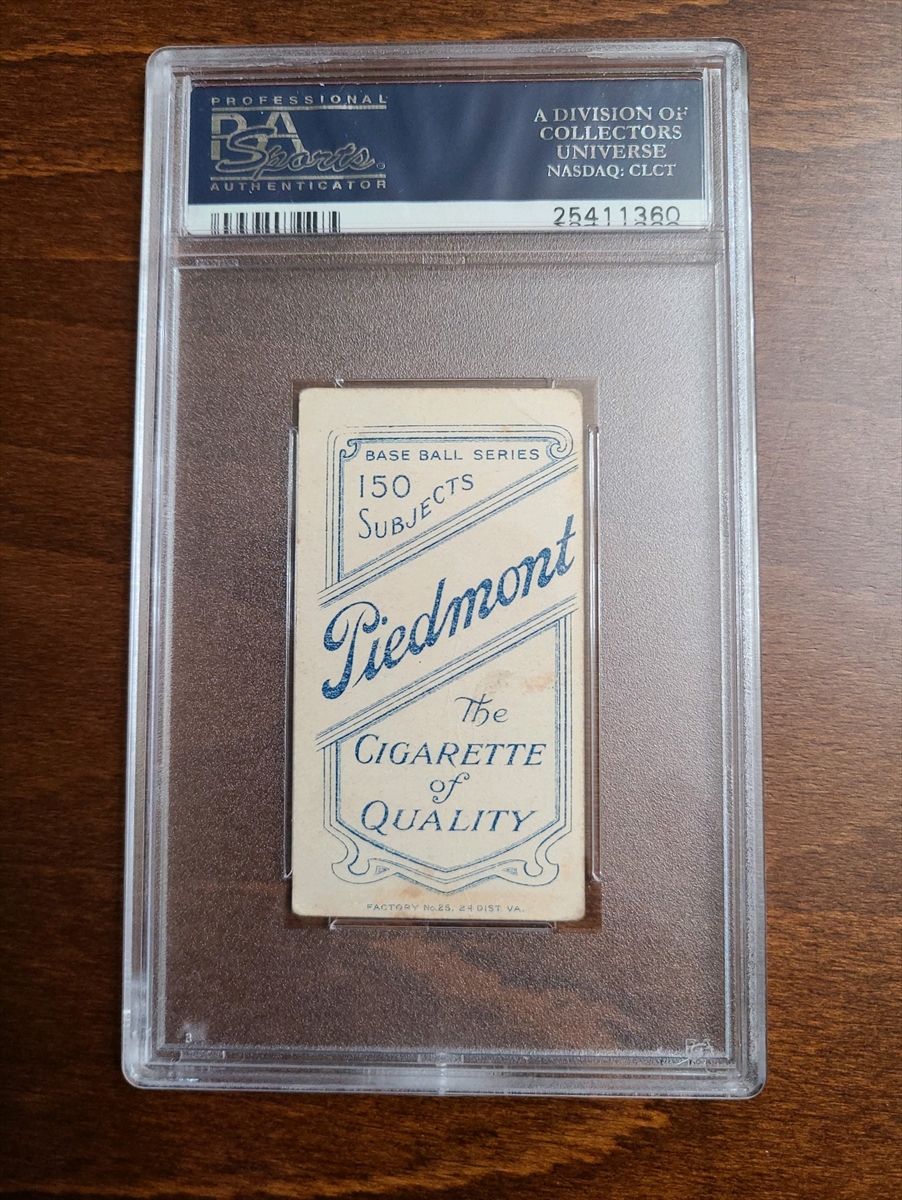 PROFESSIONAL
PSA
Sports
AUTHENTICATOR
A DIVISION OF
COLLECTORS
UNIVERSE
NASDAQ: CLCT
25411360
BASE BALL SERIES
150
SUBJECTS
Piedmont
The
CIGARETTE
of
QUALITY
FACTORY No 25, 2d DIST. VA.
3